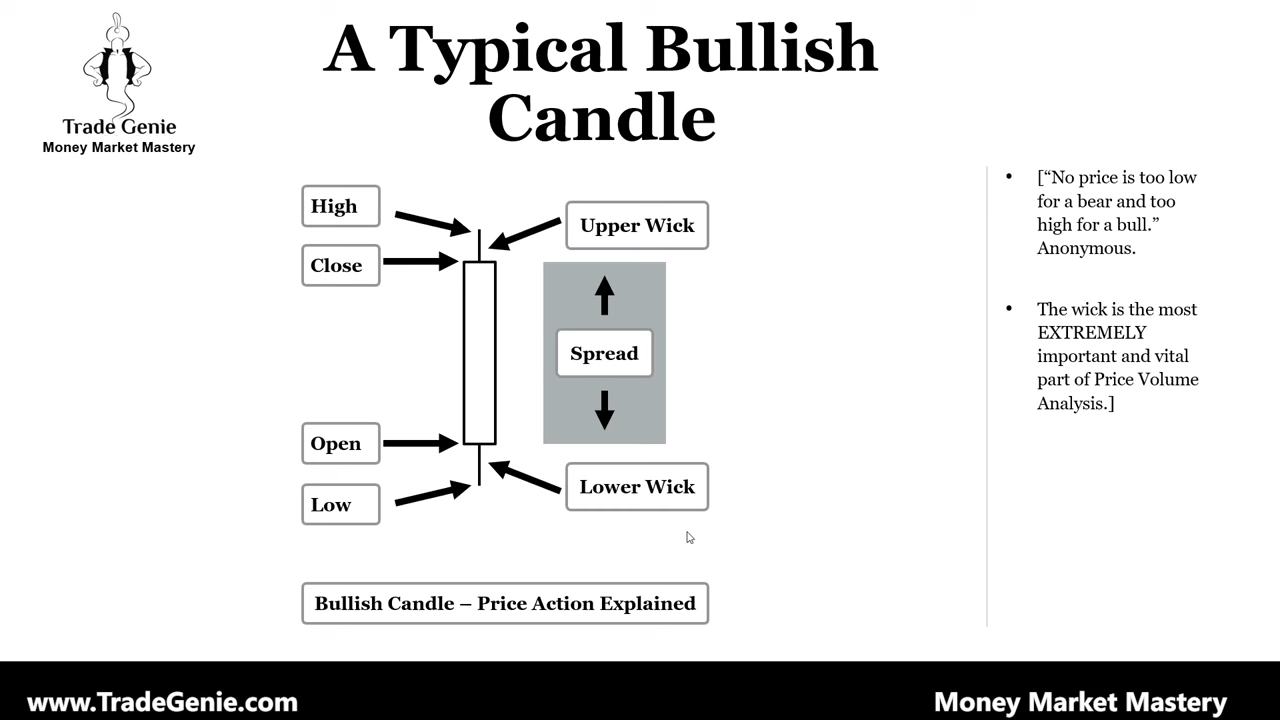 A Typical Bullish
Candle
Trade Genie
Money Market Mastery
High
Close
Open
Low
Upper Wick
Spread
Lower Wick
Bullish Candle – Price Action Explained
• [“No price is too low
for a bear and too
high for a bull.”
Anonymous.
• The wick is the most
EXTREMELY
important and vital
part of Price Volume
Analysis.]
www.TradeGenie.com
Money Market Mastery